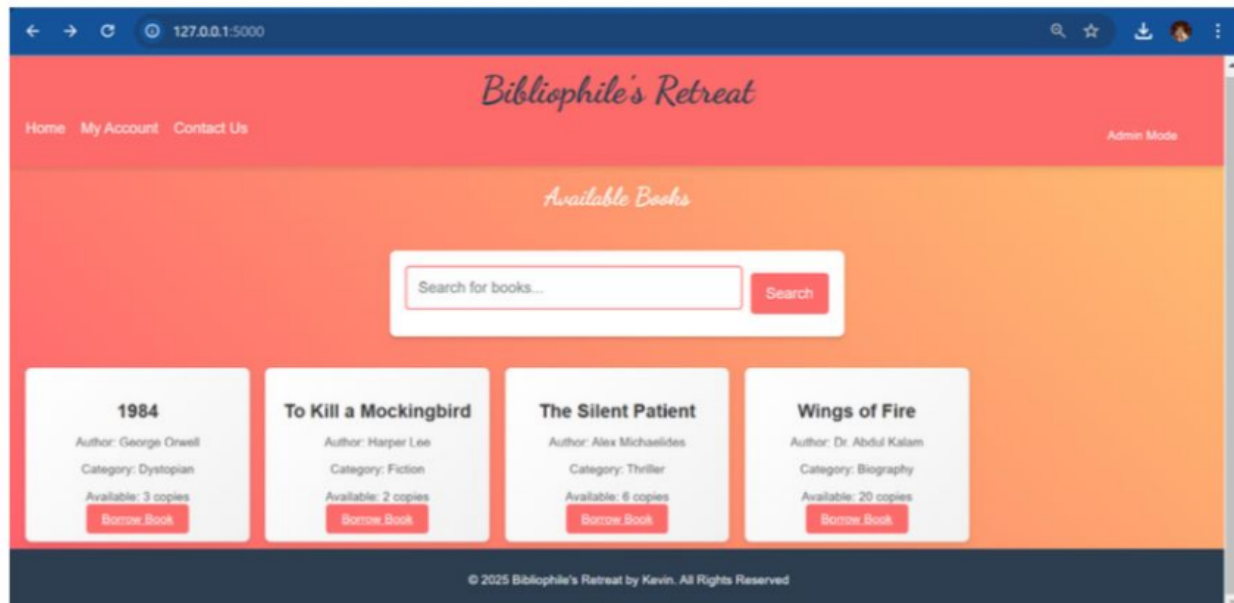 127.0.0.1:5000
Bibliophile's Retreat
Home My Account Contact Us
Admin Mode
Available Books
Search for books...
Search
1984
Author: George Orwell
Category: Dystopian
Available: 3 copies
Borrow Book
To Kill a Mockingbird
Author: Harper Lee
Category: Fiction
Available: 2 copies
Borrow Book
The Silent Patient
Author: Alex Michaelides
Category: Thriller
Available: 6 copies
Borrow Book
Wings of Fire
Author: Dr. Abdul Kalam
Category: Biography
Available: 20 copies
Borrow Book
© 2025 Bibliophile's Retreat by Kevin. All Rights Reserved